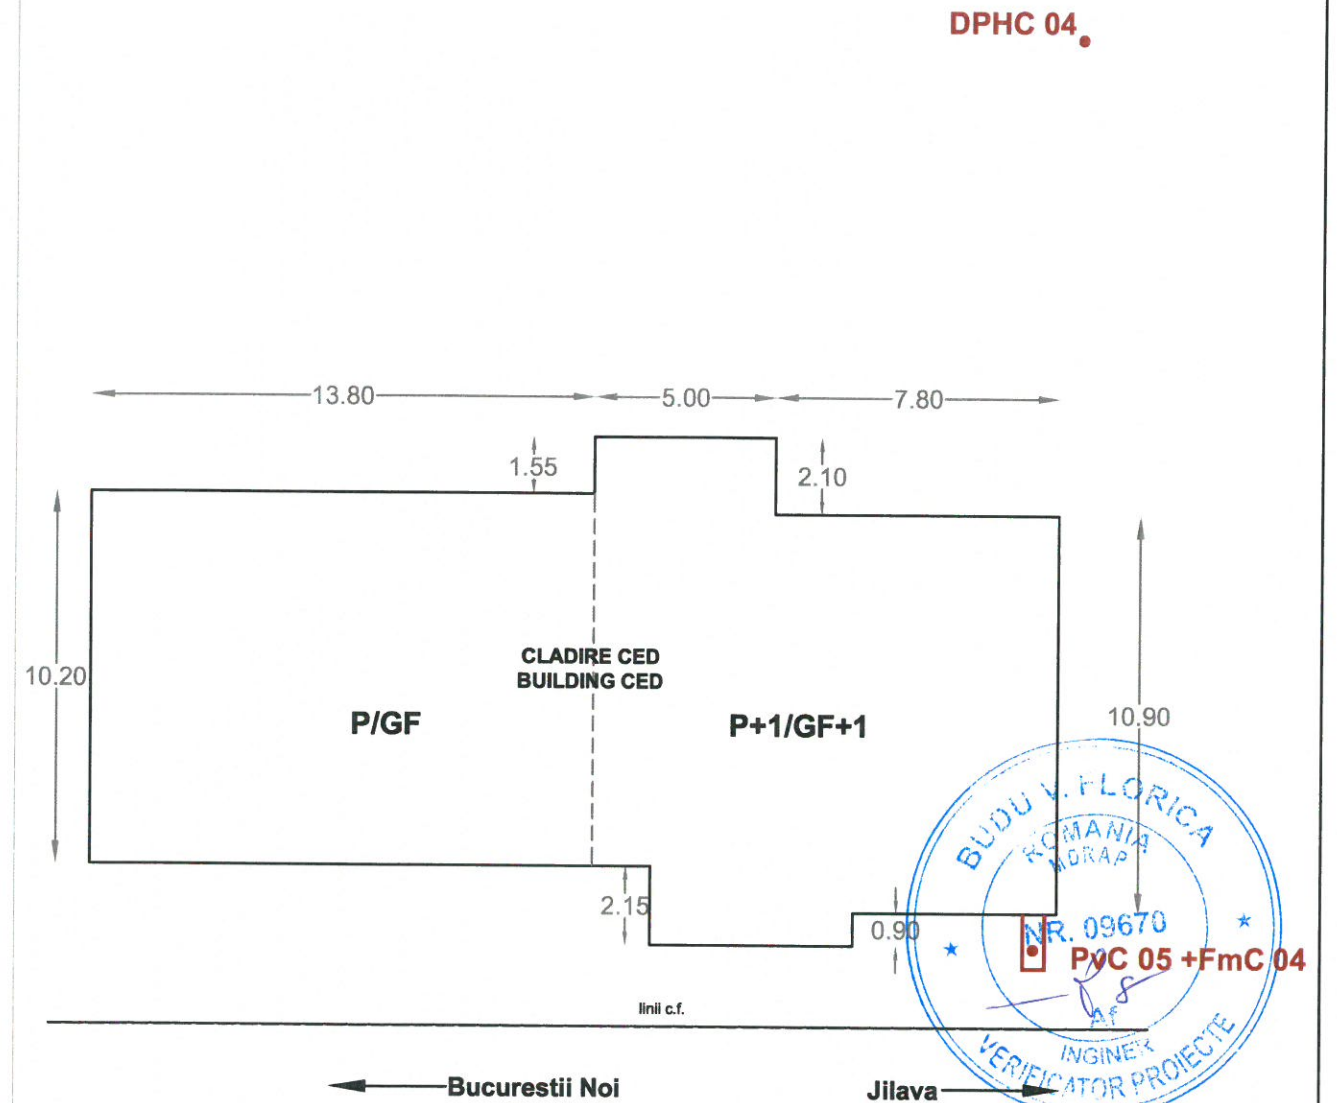 DPHC 04
13.80
5.00
7.80
1.55
2.10
10.20
CLADIRE CED
BUILDING CED
P/GF
P+1/GF+1
10.90
BUDU V. FLORICA
ROMANIA
MDRAP
2.15
0.90
NR. 09670
PvC 05 +FmC 04
linii c.f.
Af
INGINER
VERIFICATOR PROIECTE
Bucurestii Noi
Jilava